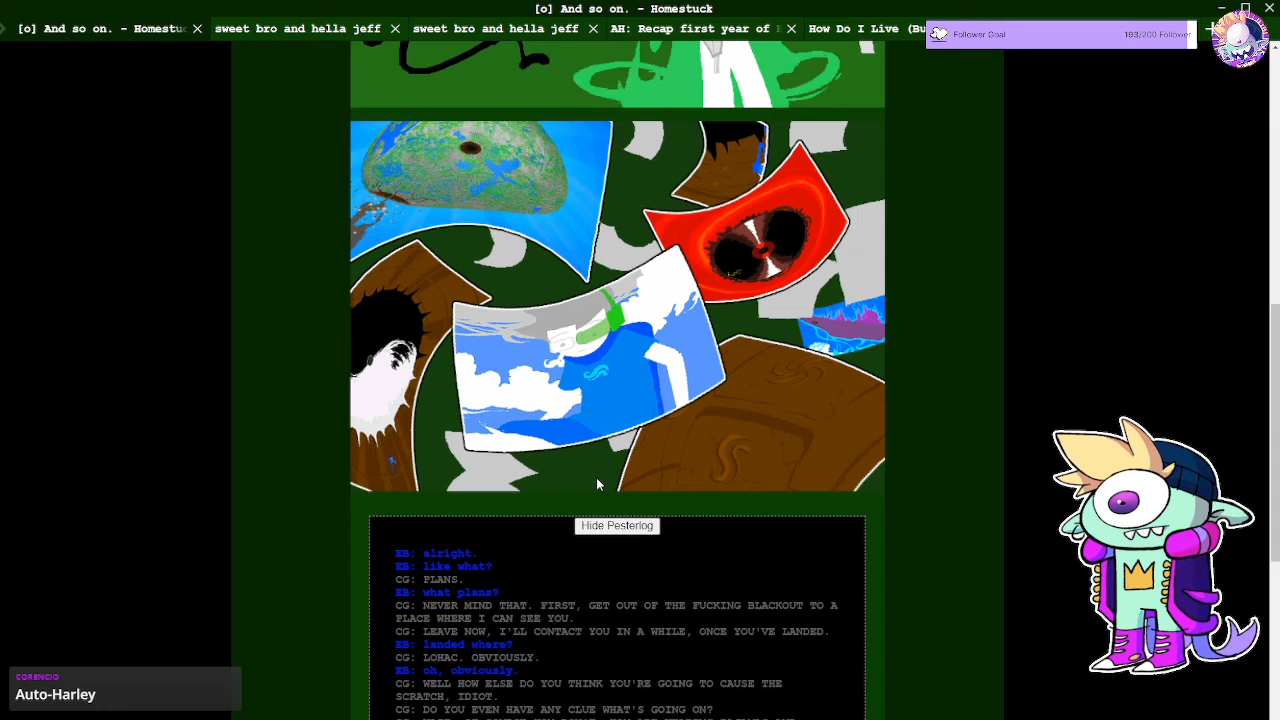 [o] And so on. - Homestuck
[o] And so on. - Homestuc
sweet bro and hella jeff
sweet bro and hella jeff
AH: Recap first year of
How Do I Live (Bu
Follower Goal
193/200 Follower
Hide Pesterlog
EB: alright.
EB: like what?
CG: PLANS.
EB: what plans?
CG: NEVER MIND THAT. FIRST, GET OUT OF THE FUCKING BLACKOUT TO A
PLACE WHERE I CAN SEE YOU.
CG: LEAVE NOW, I'LL CONTACT YOU IN A WHILE, ONCE YOU'VE LANDED.
EB: landed where?
CG: LOHAC. OBVIOUSLY.
EB: oh, obviously.
CG: WELL HOW ELSE DO YOU THINK YOU'RE GOING TO CAUSE THE
SCRATCH, IDIOT.
CG: DO YOU EVEN HAVE ANY CLUE WHAT'S GOING ON?
CORENCIO
Auto-Harley